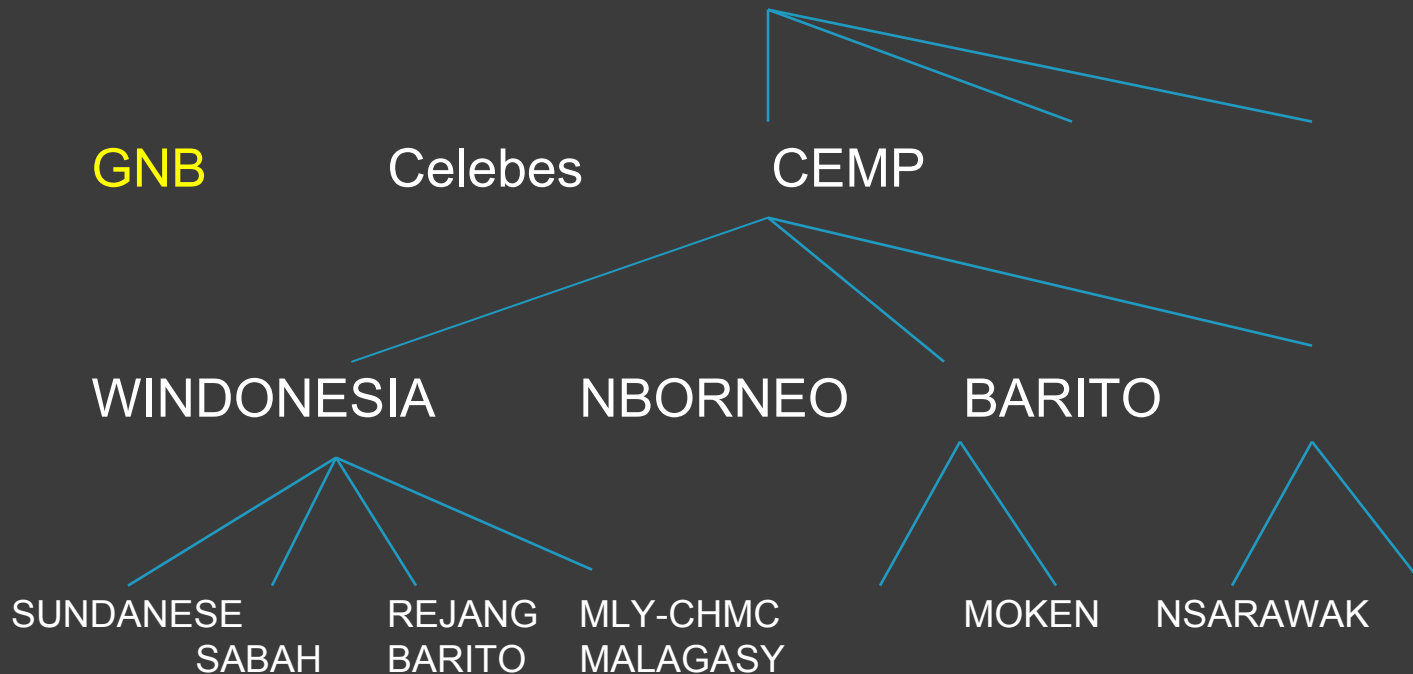 GNB Celebes CEMP
WINDONESIA NBORNEO BARITO
SUNDANESE REJANG MLY-CHMC MOKEN NSARAWAK
SABAH BARITO MALAGASY